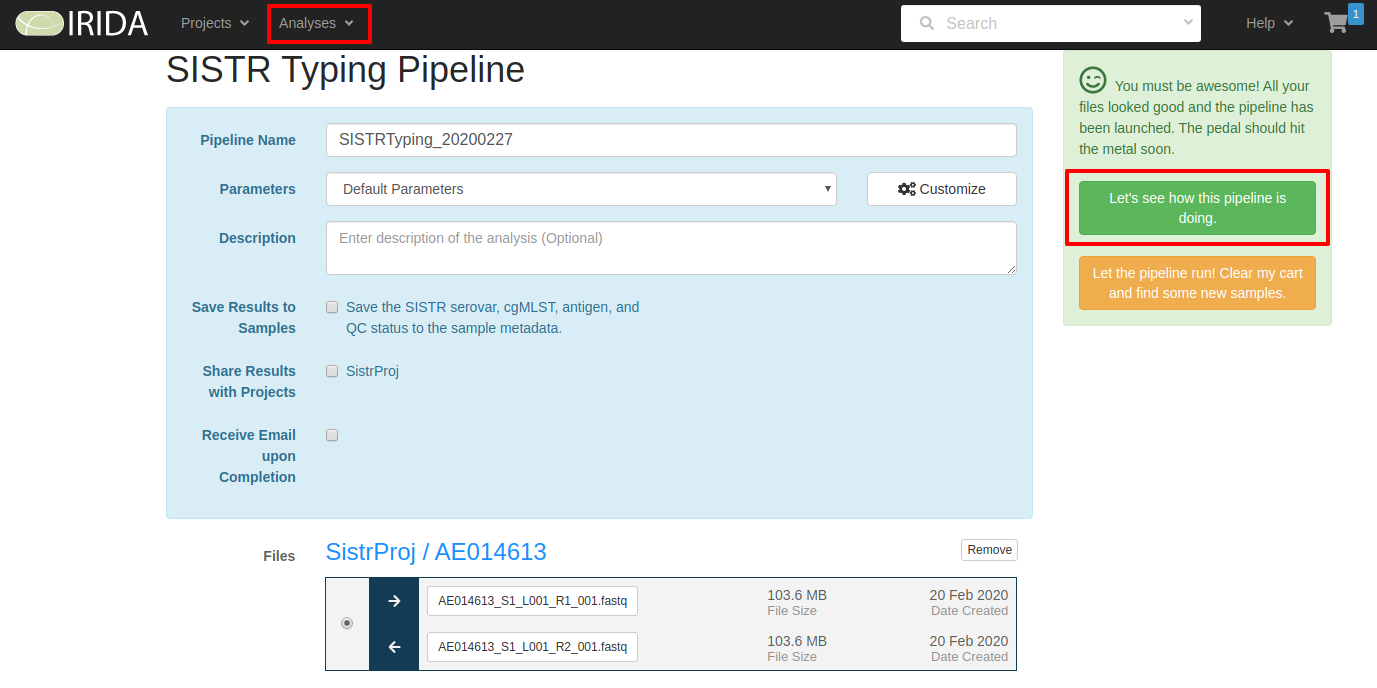 IRIDA Projects Analyses Search Help 1
SISTR Typing Pipeline
Pipeline Name
SISTRTyping_20200227
Parameters
Default Parameters
Customize
Description
Enter description of the analysis (Optional)
Save Results to
Samples
Save the SISTR serovar, cgMLST, antigen, and
QC status to the sample metadata.
Share Results
with Projects
SistrProj
Receive Email
upon
Completion
You must be awesome! All your
files looked good and the pipeline has
been launched. The pedal should hit
the metal soon.
Let's see how this pipeline is
doing.
Let the pipeline run! Clear my cart
and find some new samples.
Files
SistrProj / AE014613
Remove
AE014613_S1_L001_R1_001.fastq
103.6 MB
File Size
20 Feb 2020
Date Created
AE014613_S1_L001_R2_001.fastq
103.6 MB
File Size
20 Feb 2020
Date Created